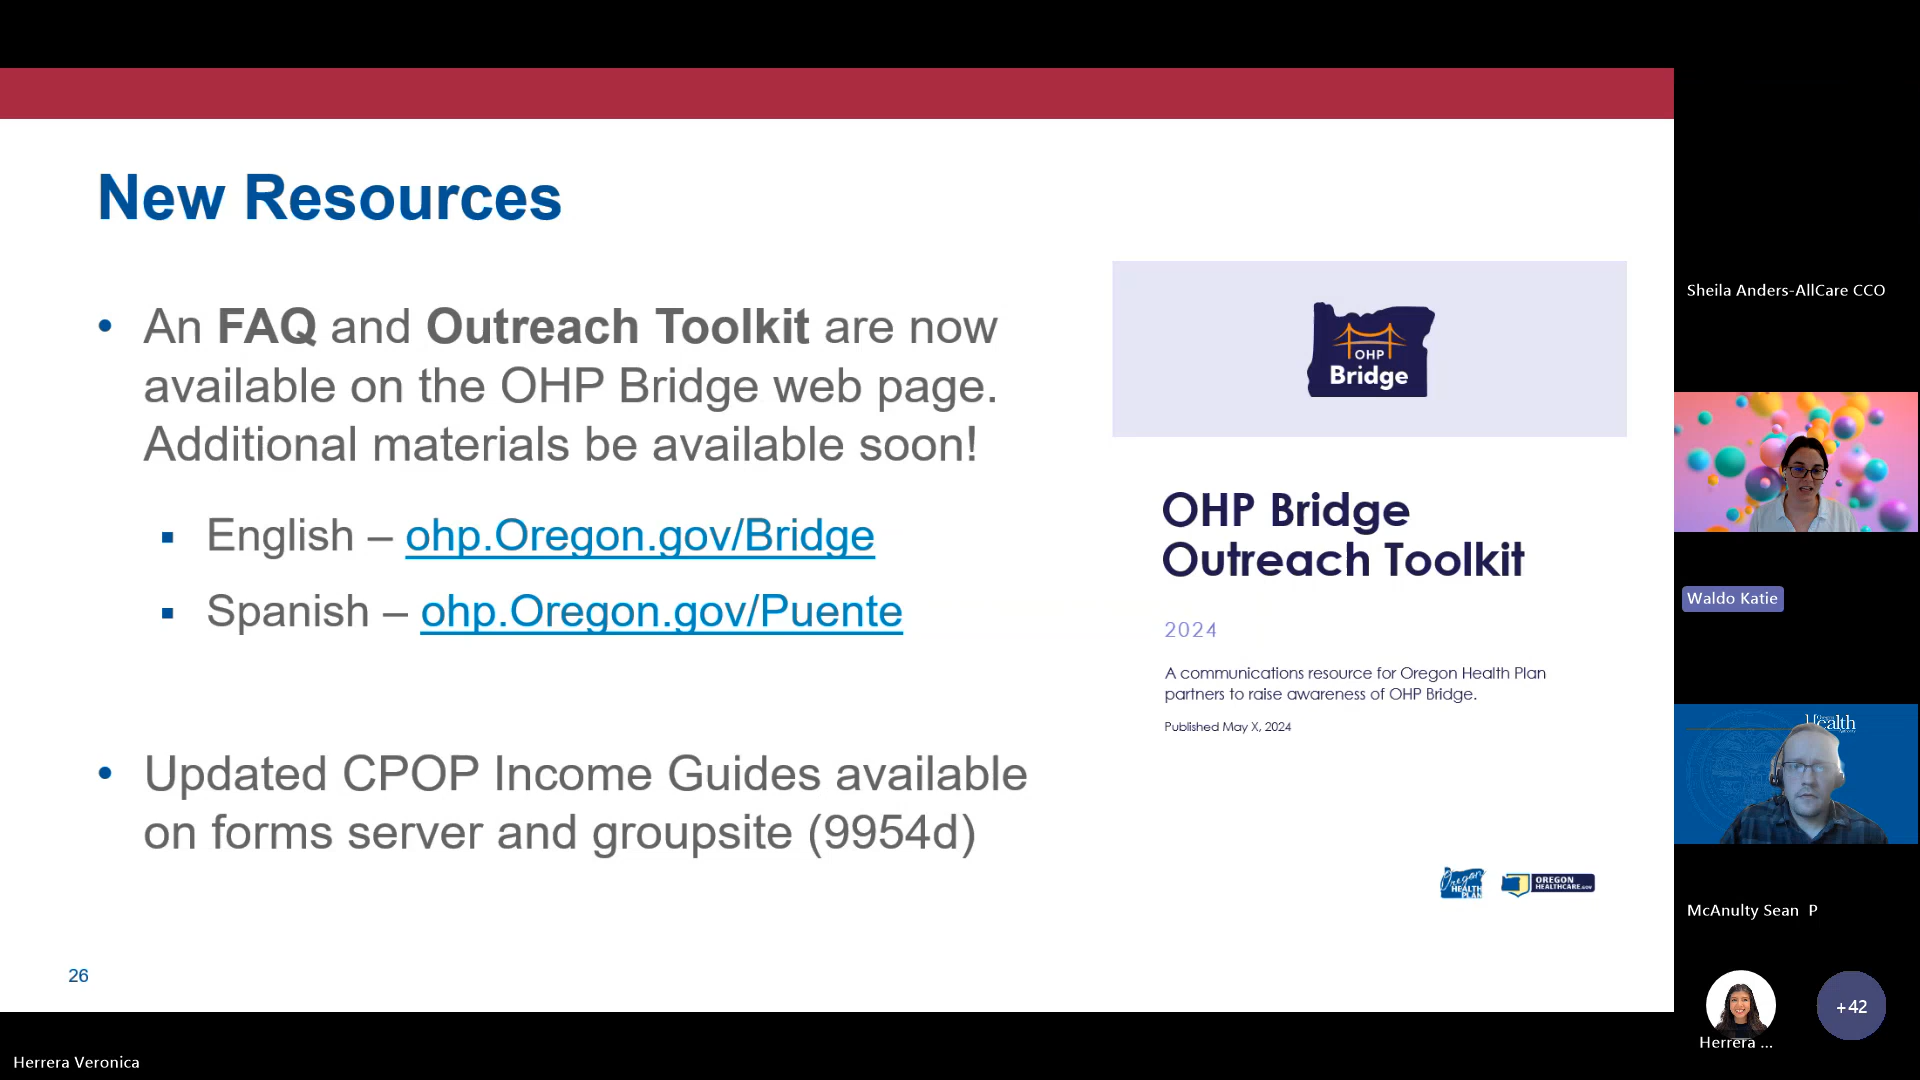 New Resources
• An FAQ and Outreach Toolkit are now
available on the OHP Bridge web page.
Additional materials be available soon!
▪ English – ohp.Oregon.gov/Bridge
▪ Spanish – ohp.Oregon.gov/Puente
• Updated CPOP Income Guides available
on forms server and groupsite (9954d)
26
OHP
Bridge
OHP Bridge
Outreach Toolkit
2024
A communications resource for Oregon Health Plan
partners to raise awareness of OHP Bridge.
Published May X, 2024
Oregon
HEALTH
PLAN
OREGON
HEALTHCARE.GOV
Sheila Anders-AllCare CCO
Waldo Katie
Health
McAnulty Sean P
Herrera ...
+42
Herrera Veronica